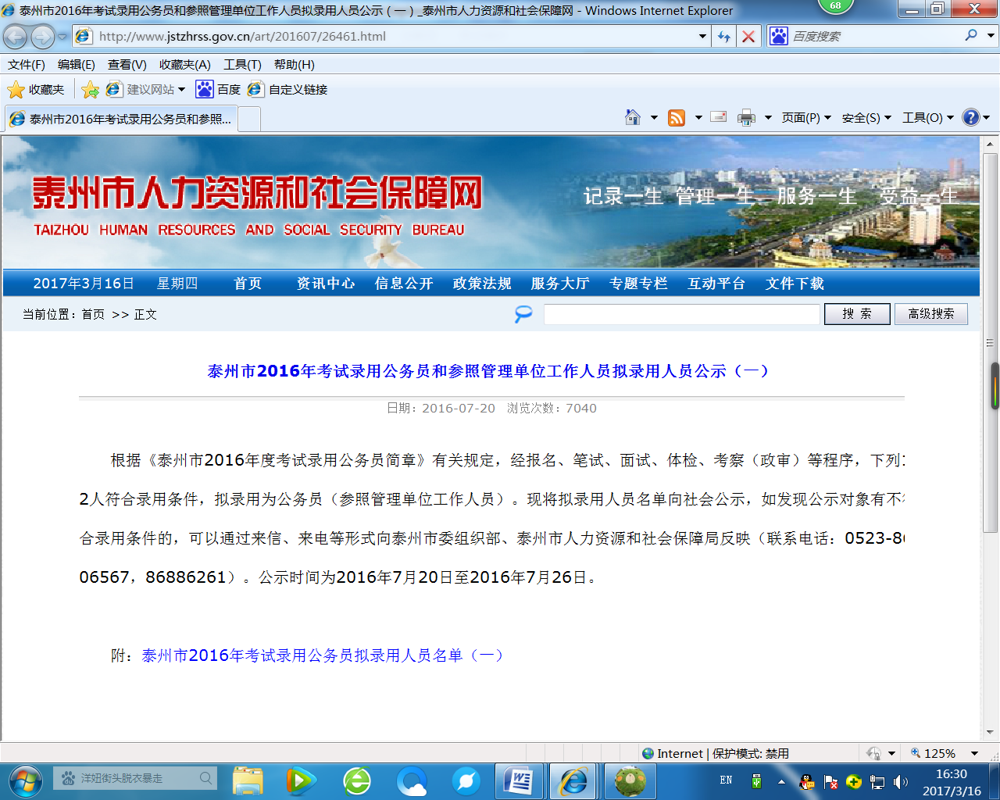 泰州市2016年考试录用公务员和参照管理单位工作人员拟录用人员公示（一）_泰州市人力资源和社会保障网 - Windows Internet Explorer
68
http://www.jstzhrss.gov.cn/art/201607/26461.html
百度搜索
文件(F) 编辑(E) 查看(V) 收藏夹(A) 工具(T) 帮助(H)
收藏夹 建议网站 百度 自定义链接
泰州市2016年考试录用公务员和参照...
页面(P) 安全(S) 工具(O)
泰州市人力资源和社会保障网
TAIZHOU HUMAN RESOURCES AND SOCIAL SECURITY BUREAU
记录一生 管理一生 服务一生 受益一生
2017年3月16日 星期四 首页 资讯中心 信息公开 政策法规 服务大厅 专题专栏 互动平台 文件下载
当前位置：首页 >> 正文
搜 索 高级搜索
泰州市2016年考试录用公务员和参照管理单位工作人员拟录用人员公示（一）
日期：2016-07-20 浏览次数：7040
根据《泰州市2016年度考试录用公务员简章》有关规定，经报名、笔试、面试、体检、考察（政审）等程序，下列
2人符合录用条件，拟录用为公务员（参照管理单位工作人员）。现将拟录用人员名单向社会公示，如发现公示对象有不
合录用条件的，可以通过来信、来电等形式向泰州市委组织部、泰州市人力资源和社会保障局反映（联系电话：0523-8
06567，86886261）。公示时间为2016年7月20日至2016年7月26日。
附：泰州市2016年考试录用公务员拟录用人员名单（一）
Internet | 保护模式: 禁用
125%
洋妞街头脱衣暴走
EN
16:30
2017/3/16